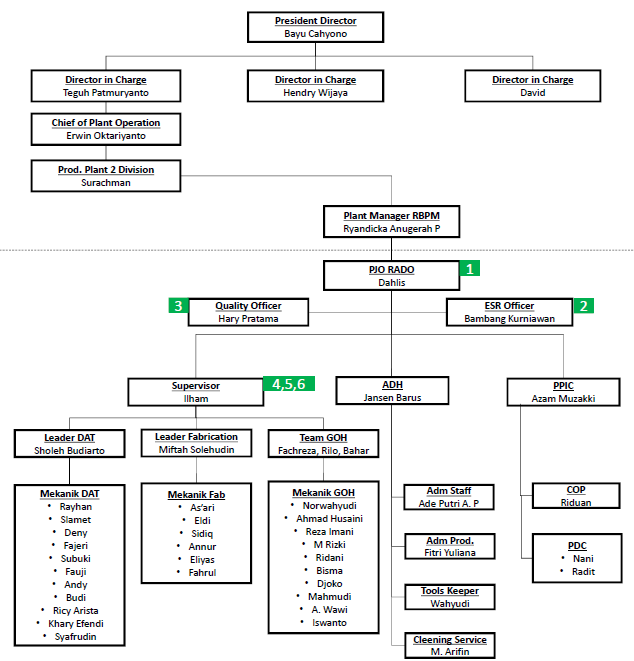 President Director
Bayu Cahyono
Director in Charge
Teguh Patmuryanto
Director in Charge
Hendry Wijaya
Director in Charge
David
Chief of Plant Operation
Erwin Oktariyanto
Prod. Plant 2 Division
Surachman
Plant Manager RBPM
Ryandicka Anugerah P
PJO RADO
Dahlis
1
3
Quality Officer
Hary Pratama
ESR Officer
Bambang Kurniawan
2
Supervisor
Ilham
4,5,6
ADH
Jansen Barus
PPIC
Azam Muzakki
Leader DAT
Sholeh Budiarto
Leader Fabrication
Miftah Solehudin
Team GOH
Fachreza, Rilo, Bahar
Mekanik DAT
• Rayhan
• Slamet
• Deny
• Fajeri
• Subuki
• Fauji
• Andy
• Budi
• Ricy Arista
• Khary Efendi
• Syafrudin
Mekanik Fab
• As'ari
• Eldi
• Sidiq
• Annur
• Eliyas
• Fahrul
Mekanik GOH
• Norwahyudi
• Ahmad Husaini
• Reza Imani
• M Rizki
• Ridani
• Bisma
• Djoko
• Mahmudi
• A. Wawi
• Iswanto
Adm Staff
Ade Putri A. P
Adm Prod.
Fitri Yuliana
Tools Keeper
Wahyudi
Cleening Service
M. Arifin
COP
Riduan
PDC
• Nani
• Radit